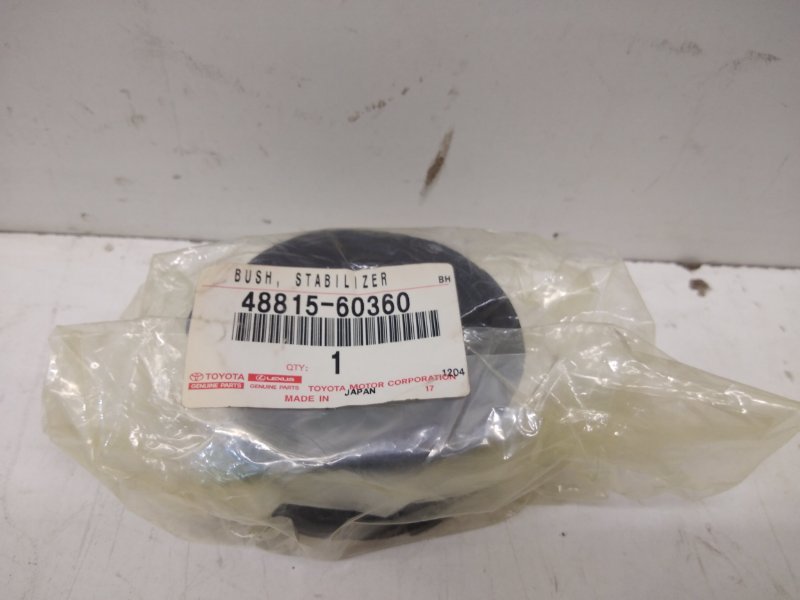 BUSH, STABILIZER BH
48815-60360
QTY: 1
TOYOTA LEXUS 1204
GENUINE PARTS GENUINE PARTS TOYOTA MOTOR CORPORATION
MADE IN JAPAN 17